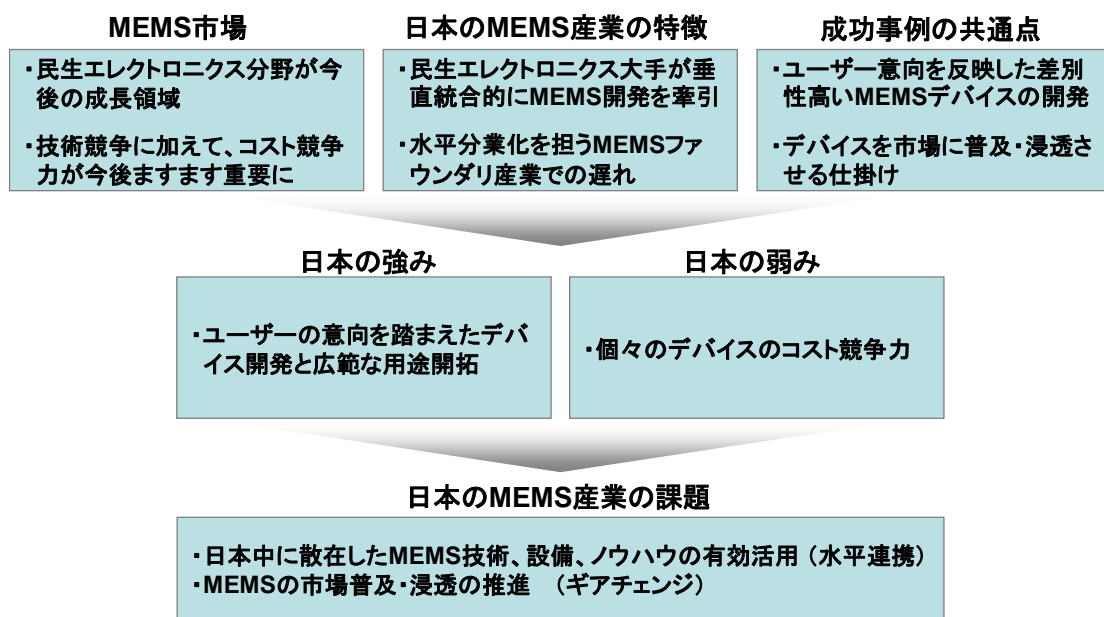 MEMS市場
・民生エレクトロニクス分野が今
後の成長領域
・技術競争に加えて、コスト競争
力が今後ますます重要に
日本のMEMS産業の特徴
・民生エレクトロニクス大手が垂
直統合的にMEMS開発を牽引
・水平分業化を担うMEMSファ
ウンダリ産業での遅れ
成功事例の共通点
・ユーザー意向を反映した差別
性高いMEMSデバイスの開発
・デバイスを市場に普及・浸透さ
せる仕掛け
日本の強み
・ユーザーの意向を踏まえたデバ
イス開発と広範な用途開拓
日本の弱み
・個々のデバイスのコスト競争力
日本のMEMS産業の課題
・日本中に散在したMEMS技術、設備、ノウハウの有効活用（水平連携）
・MEMSの市場普及・浸透の推進　（ギアチェンジ）